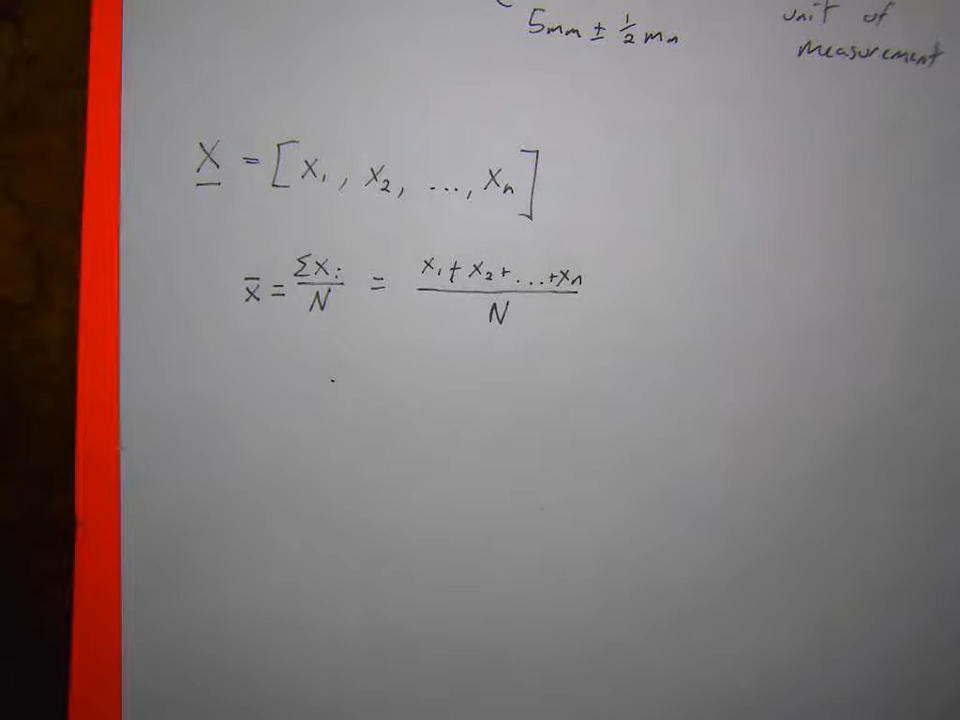 5mm ± 1/2 mm
unit of
measurement
X = [x₁, x₂, ..., xₙ]
x̄ = Σxᵢ/N = x₁ + x₂ + ... + xₙ/N